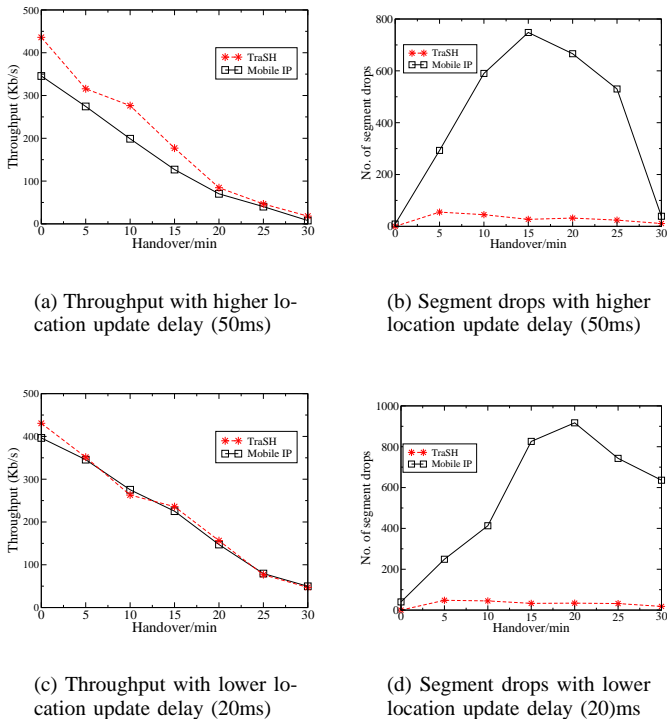 500
400
300
200
100
0
Throughput (Kb/s)
TraSH
Mobile IP
0 5 10 15 20 25 30
Handover/min
800
600
400
200
0
No. of segment drops
TraSH
Mobile IP
0 5 10 15 20 25 30
Handover/min
(a) Throughput with higher lo-
cation update delay (50ms)
(b) Segment drops with higher
location update delay (50ms)
500
400
300
200
100
0
Throughput (Kb/s)
TraSH
Mobile IP
0 5 10 15 20 25 30
Handover/min
1000
800
600
400
200
0
No. of segment drops
TraSH
Mobile IP
0 5 10 15 20 25 30
Handover/min
(c) Throughput with lower lo-
cation update delay (20ms)
(d) Segment drops with lower
location update delay (20)ms